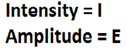 Intensity = I
Amplitude = E